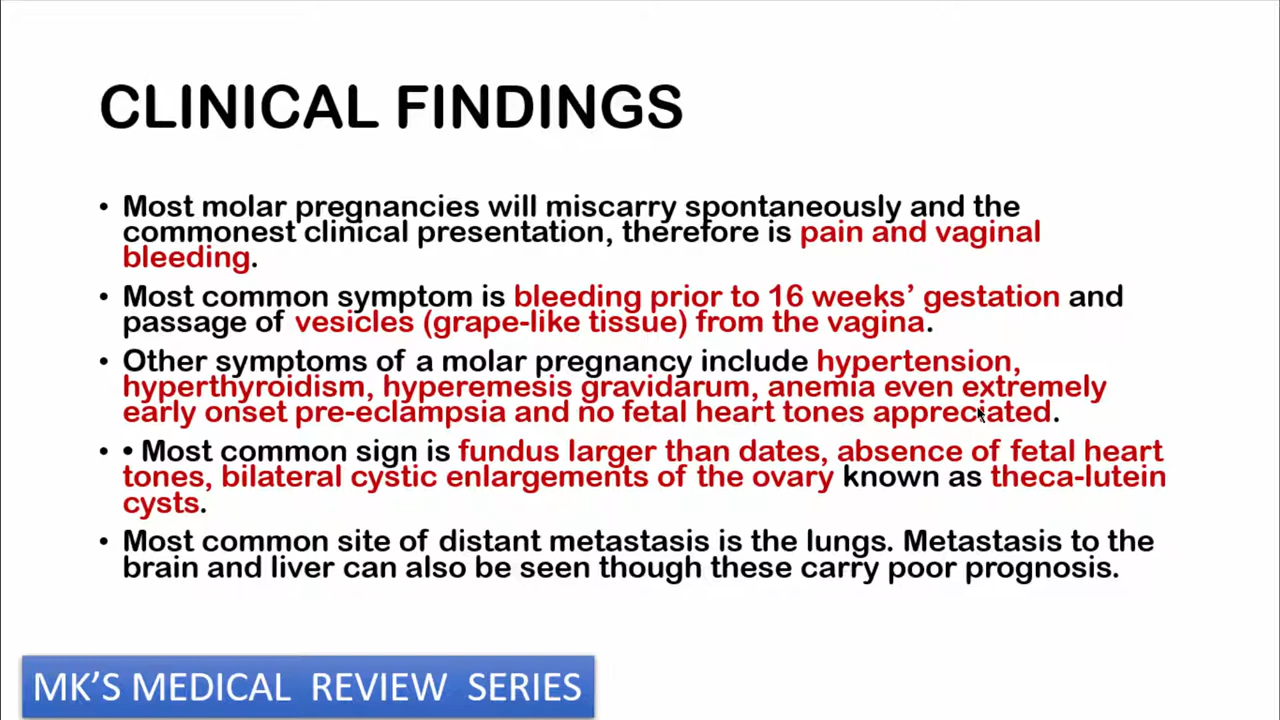 CLINICAL FINDINGS
• Most molar pregnancies will miscarry spontaneously and the
commonest clinical presentation, therefore is pain and vaginal
bleeding.
• Most common symptom is bleeding prior to 16 weeks’ gestation and
passage of vesicles (grape-like tissue) from the vagina.
• Other symptoms of a molar pregnancy include hypertension,
hyperthyroidism, hyperemesis gravidarum, anemia even extremely
early onset pre-eclampsia and no fetal heart tones appreciated.
• • Most common sign is fundus larger than dates, absence of fetal heart
tones, bilateral cystic enlargements of the ovary known as theca-lutein
cysts.
• Most common site of distant metastasis is the lungs. Metastasis to the
brain and liver can also be seen though these carry poor prognosis.
MK’S MEDICAL REVIEW SERIES